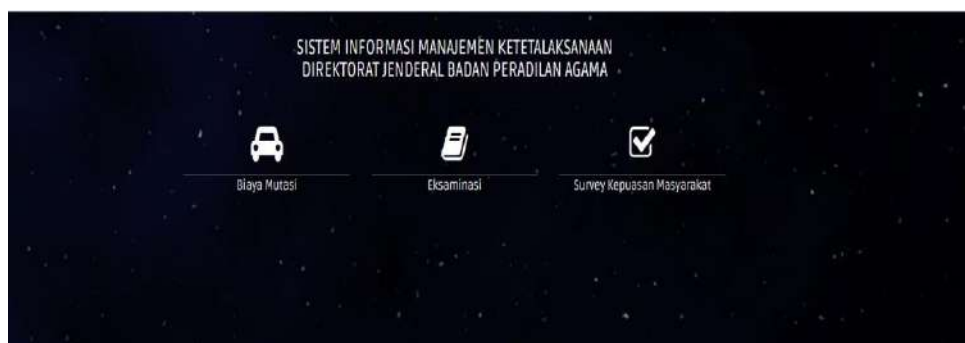 SISTEM INFORMASI MANAJEMEN KETETALAKSANAAN
DIREKTORAT JENDERAL BADAN PERADILAN AGAMA
Biaya Mutasi
Eksaminasi
Survey Kepuasan Masyarakat